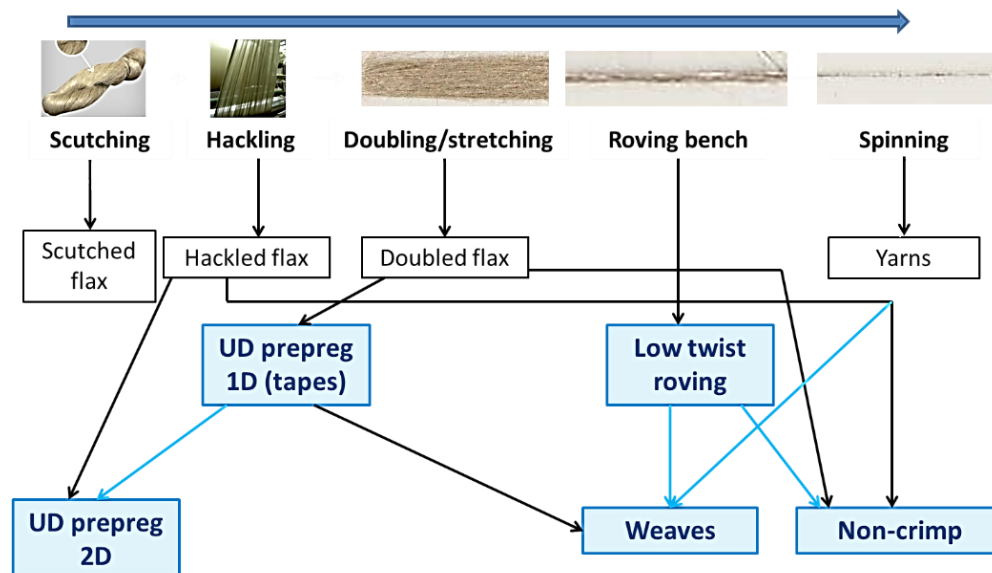 Scutching
Hackling
Doubling/stretching
Roving bench
Spinning
Scutched
flax
Hackled flax
Doubled flax
Yarns
UD prepreg
1D (tapes)
Low twist
roving
UD prepreg
2D
Weaves
Non-crimp